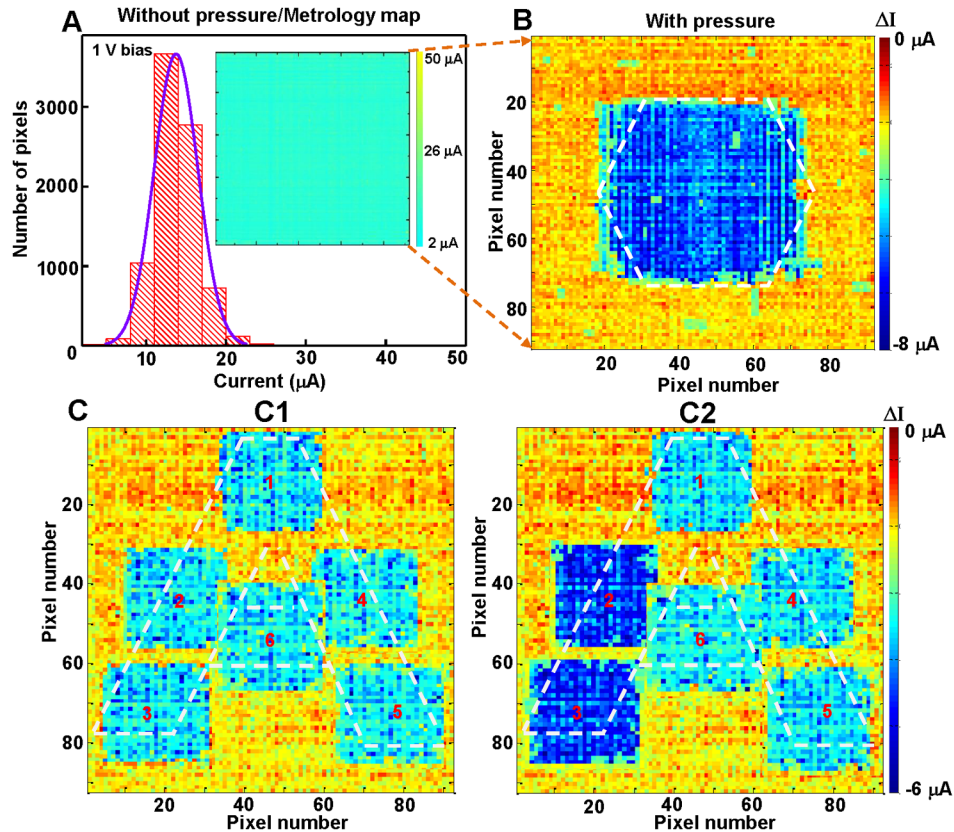 A
Without pressure/Metrology map
1 V bias
Number of pixels
3000
2000
1000
0
10
20
30
40
50
Current (μA)
50 μA
26 μA
2 μA
B
With pressure
ΔI
0
μA
-8 μA
Pixel number
20
40
60
80
20
40
60
80
Pixel number
C
C1
Pixel number
20
40
60
80
1
2
4
6
3
5
20
40
60
80
Pixel number
C2
ΔI
0 μA
-6 μA
Pixel number
20
40
60
80
1
2
4
6
3
5
20
40
60
80
Pixel number